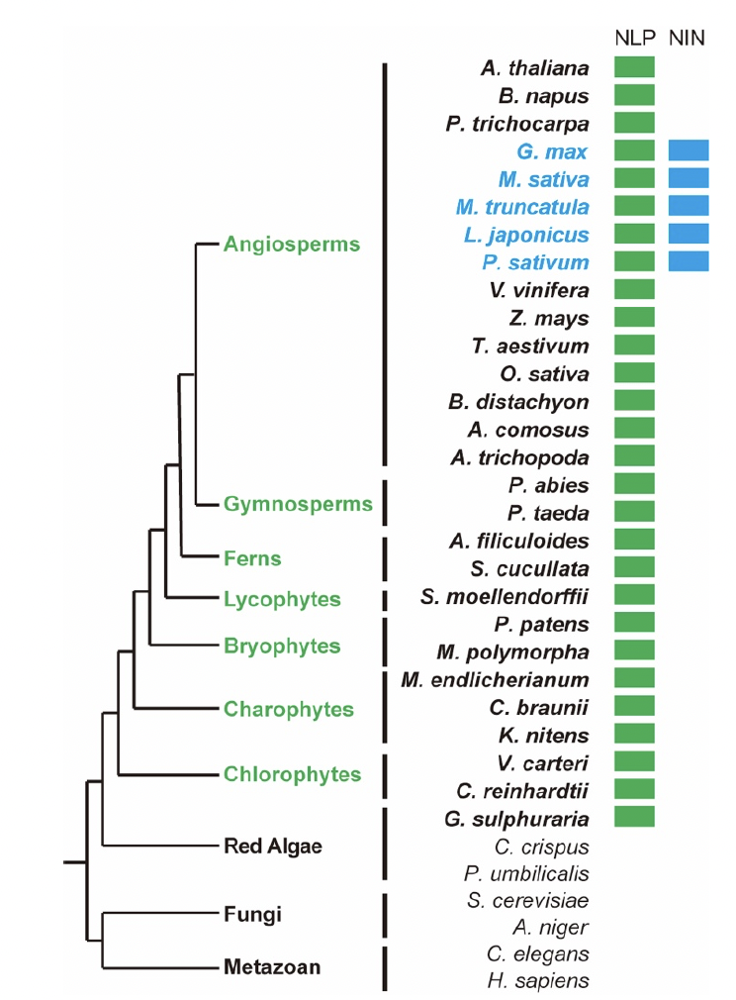 NLP NIN
A. thaliana
B. napus
P. trichocarpa
G. max
M. sativa
M. truncatula
L. japonicus
P. sativum
V. vinifera
Z. mays
T. aestivum
O. sativa
B. distachyon
A. comosus
A. trichopoda
P. abies
P. taeda
A. filiculoides
S. cucullata
S. moellendorffii
P. patens
M. polymorpha
M. endlicherianum
C. braunii
K. nitens
V. carteri
C. reinhardtii
G. sulphuraria
C. crispus
P. umbilicalis
S. cerevisiae
A. niger
C. elegans
H. sapiens
Angiosperms
Gymnosperms
Ferns
Lycophytes
Bryophytes
Charophytes
Chlorophytes
Red Algae
Fungi
Metazoan